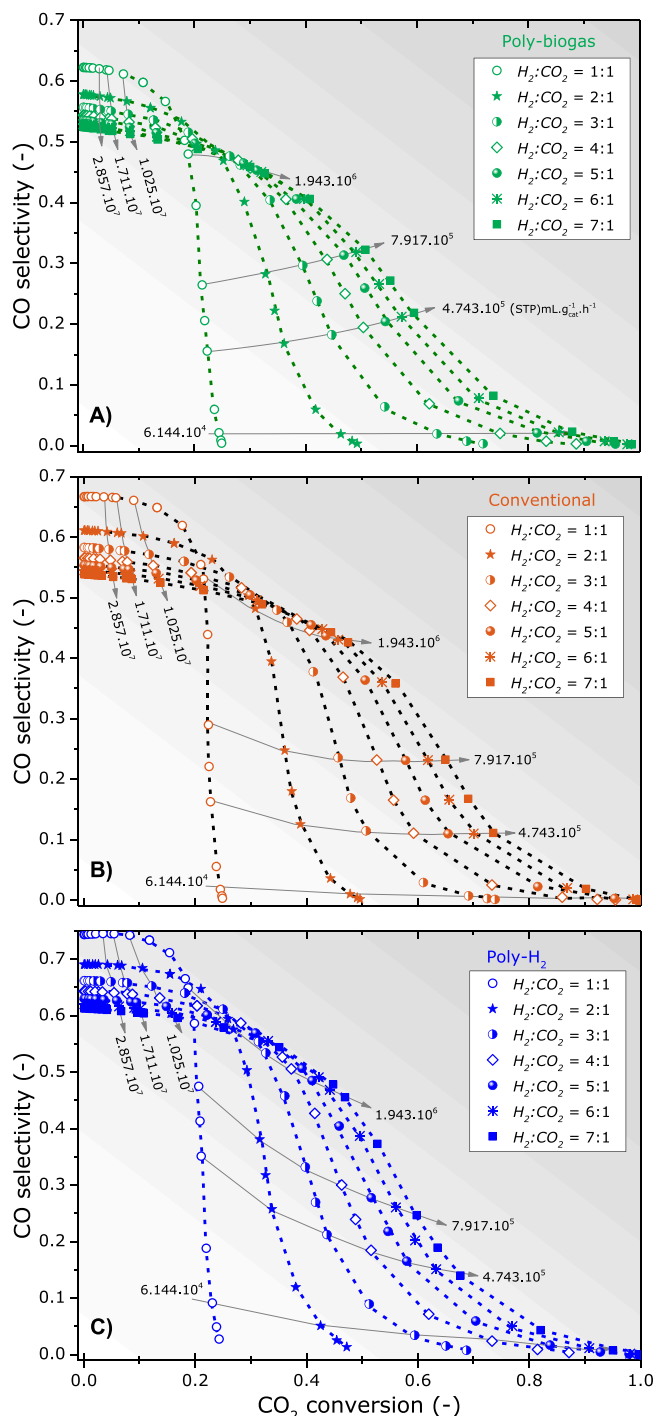 0.7
0.6
0.5
0.4
0.3
0.2
0.1
0.0
CO selectivity (-)
Poly-biogas
H₂:CO₂ = 1:1
H₂:CO₂ = 2:1
H₂:CO₂ = 3:1
H₂:CO₂ = 4:1
H₂:CO₂ = 5:1
H₂:CO₂ = 6:1
H₂:CO₂ = 7:1
2.857.10⁷
1.711.10⁷
1.025.10⁷
1.943.10⁶
7.917.10⁵
4.743.10⁵ (STP)mL.g_cat⁻¹.h⁻¹
6.144.10⁴
A)
0.7
0.6
0.5
0.4
0.3
0.2
0.1
0.0
CO selectivity (-)
Conventional
H₂:CO₂ = 1:1
H₂:CO₂ = 2:1
H₂:CO₂ = 3:1
H₂:CO₂ = 4:1
H₂:CO₂ = 5:1
H₂:CO₂ = 6:1
H₂:CO₂ = 7:1
2.857.10⁷
1.711.10⁷
1.025.10⁷
1.943.10⁶
7.917.10⁵
4.743.10⁵
6.144.10⁴
B)
0.7
0.6
0.5
0.4
0.3
0.2
0.1
0.0
CO selectivity (-)
Poly-H₂
H₂:CO₂ = 1:1
H₂:CO₂ = 2:1
H₂:CO₂ = 3:1
H₂:CO₂ = 4:1
H₂:CO₂ = 5:1
H₂:CO₂ = 6:1
H₂:CO₂ = 7:1
2.857.10⁷
1.711.10⁷
1.025.10⁷
1.943.10⁶
7.917.10⁵
4.743.10⁵
6.144.10⁴
C)
0.0 0.2 0.4 0.6 0.8 1.0
CO₂ conversion (-)